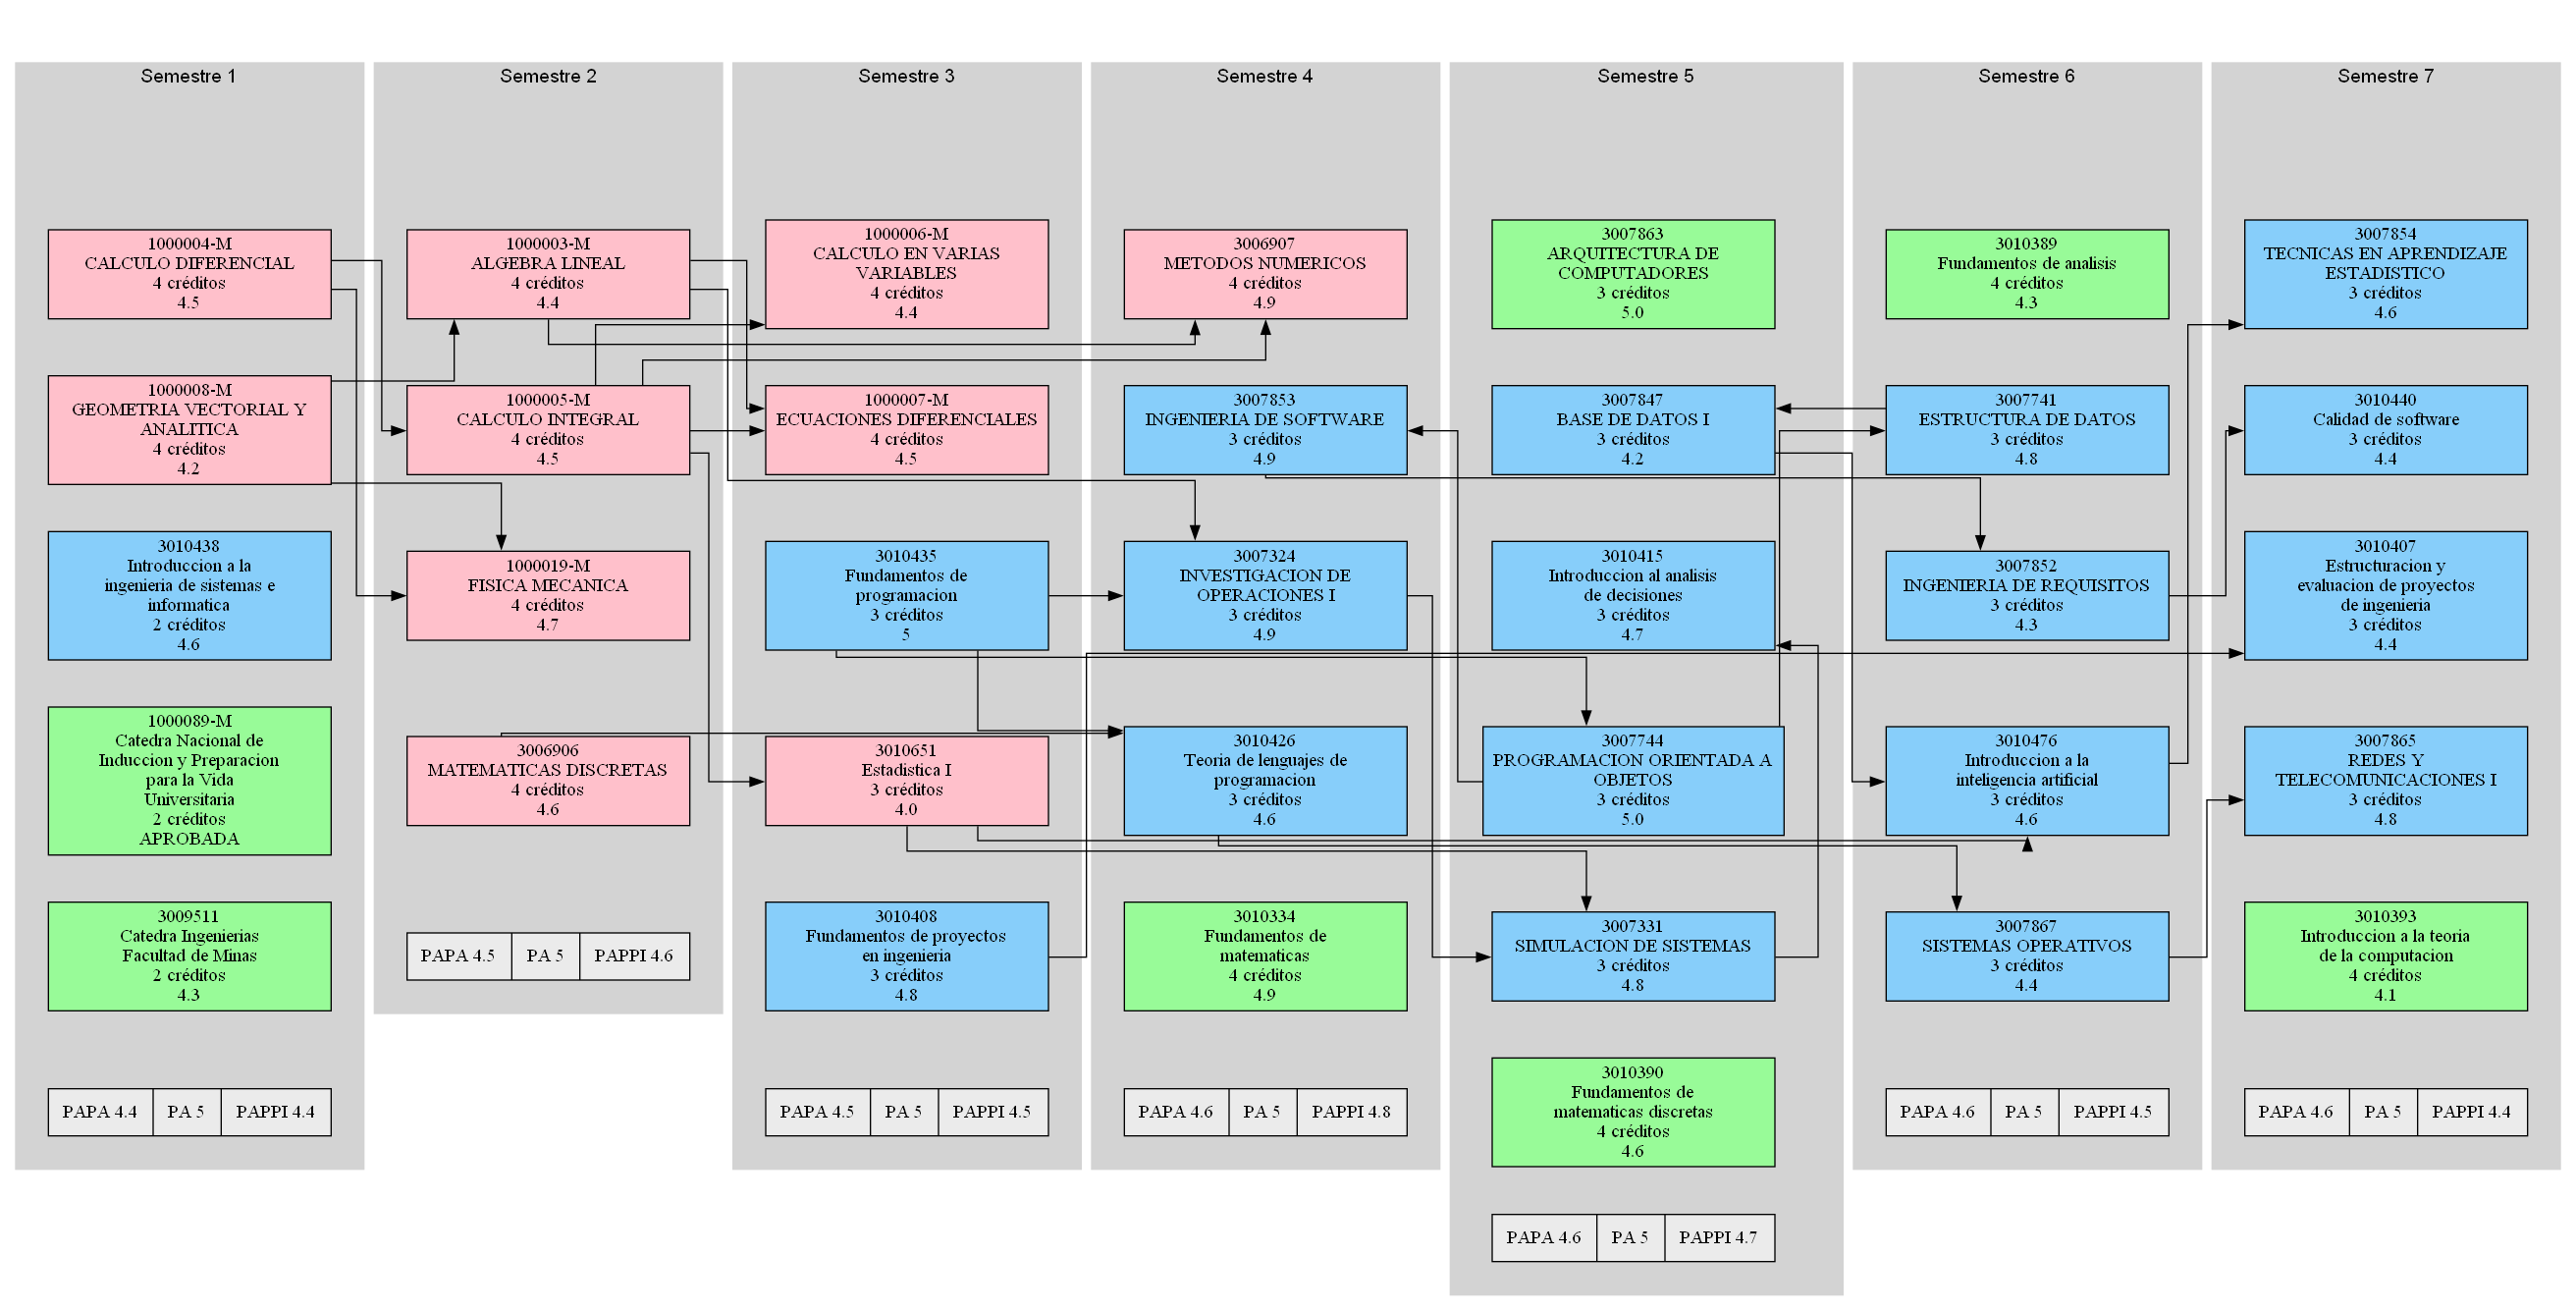 Semestre 1
1000004-M
CALCULO DIFERENCIAL
4 créditos
4.5
1000008-M
GEOMETRIA VECTORIAL Y
ANALITICA
4 créditos
4.2
3010438
Introduccion a la
ingenieria de sistemas e
informatica
2 créditos
4.6
1000089-M
Catedra Nacional de
Induccion y Preparacion
para la Vida
Universitaria
2 créditos
APROBADA
3009511
Catedra Ingenierias
Facultad de Minas
2 créditos
4.3
PAPA 4.4
PA 5
PAPPI 4.4
Semestre 2
1000003-M
ALGEBRA LINEAL
4 créditos
4.4
1000005-M
CALCULO INTEGRAL
4 créditos
4.5
1000019-M
FISICA MECANICA
4 créditos
4.7
3006906
MATEMATICAS DISCRETAS
4 créditos
4.6
PAPA 4.5
PA 5
PAPPI 4.6
Semestre 3
1000006-M
CALCULO EN VARIAS
VARIABLES
4 créditos
4.4
1000007-M
ECUACIONES DIFERENCIALES
4 créditos
4.5
3010435
Fundamentos de
programacion
3 créditos
5
3010651
Estadistica I
3 créditos
4.0
3010408
Fundamentos de proyectos
en ingenieria
3 créditos
4.8
PAPA 4.5
PA 5
PAPPI 4.5
Semestre 4
3006907
METODOS NUMERICOS
4 créditos
4.9
3007853
INGENIERIA DE SOFTWARE
3 créditos
4.9
3007324
INVESTIGACION DE
OPERACIONES I
3 créditos
4.9
3010426
Teoria de lenguajes de
programacion
3 créditos
4.6
3010334
Fundamentos de
matematicas
4 créditos
4.9
PAPA 4.6
PA 5
PAPPI 4.8
Semestre 5
3007863
ARQUITECTURA DE
COMPUTADORES
3 créditos
5.0
3007847
BASE DE DATOS I
3 créditos
4.2
3010415
Introduccion al analisis
de decisiones
3 créditos
4.7
3007744
PROGRAMACION ORIENTADA A
OBJETOS
3 créditos
5.0
3007331
SIMULACION DE SISTEMAS
3 créditos
4.8
3010390
Fundamentos de
matematicas discretas
4 créditos
4.6
PAPA 4.6
PA 5
PAPPI 4.7
Semestre 6
3010389
Fundamentos de analisis
4 créditos
4.3
3007741
ESTRUCTURA DE DATOS
3 créditos
4.8
3007852
INGENIERIA DE REQUISITOS
3 créditos
4.3
3010476
Introduccion a la
inteligencia artificial
3 créditos
4.6
3007867
SISTEMAS OPERATIVOS
3 créditos
4.4
PAPA 4.6
PA 5
PAPPI 4.5
Semestre 7
3007854
TECNICAS EN APRENDIZAJE
ESTADISTICO
3 créditos
4.6
3010440
Calidad de software
3 créditos
4.4
3010407
Estructuracion y
evaluacion de proyectos
de ingenieria
3 créditos
4.4
3007865
REDES Y
TELECOMUNICACIONES I
3 créditos
4.8
3010393
Introduccion a la teoria
de la computacion
4 créditos
4.1
PAPA 4.6
PA 5
PAPPI 4.4